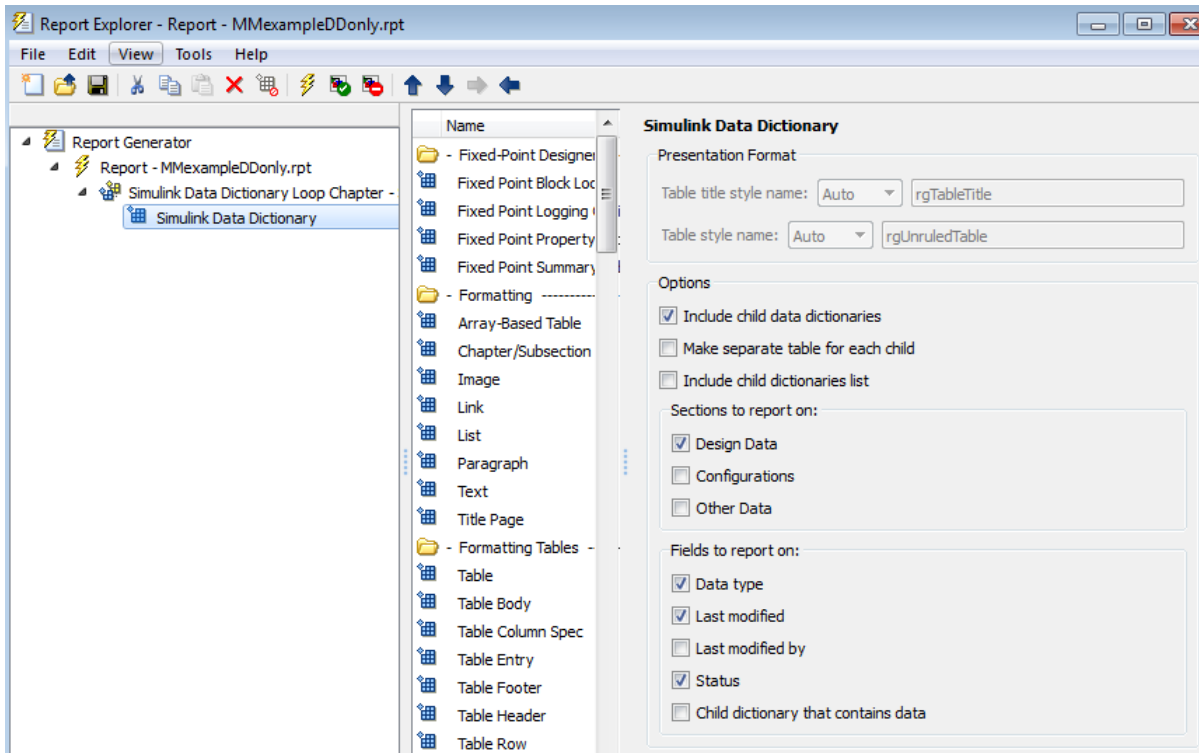 Report Explorer - Report - MMexampleDDonly.rpt
File Edit View Tools Help
Report Generator
Report - MMexampleDDonly.rpt
Simulink Data Dictionary Loop Chapter -
Simulink Data Dictionary
Name
- Fixed-Point Designer
Fixed Point Block Loo
Fixed Point Logging
Fixed Point Property
Fixed Point Summary
- Formatting ----------
Array-Based Table
Chapter/Subsection
Image
Link
List
Paragraph
Text
Title Page
- Formatting Tables -
Table
Table Body
Table Column Spec
Table Entry
Table Footer
Table Header
Table Row
Simulink Data Dictionary
Presentation Format
Table title style name: Auto rgTableTitle
Table style name: Auto rgUnruledTable
Options
Include child data dictionaries
Make separate table for each child
Include child dictionaries list
Sections to report on:
Design Data
Configurations
Other Data
Fields to report on:
Data type
Last modified
Last modified by
Status
Child dictionary that contains data